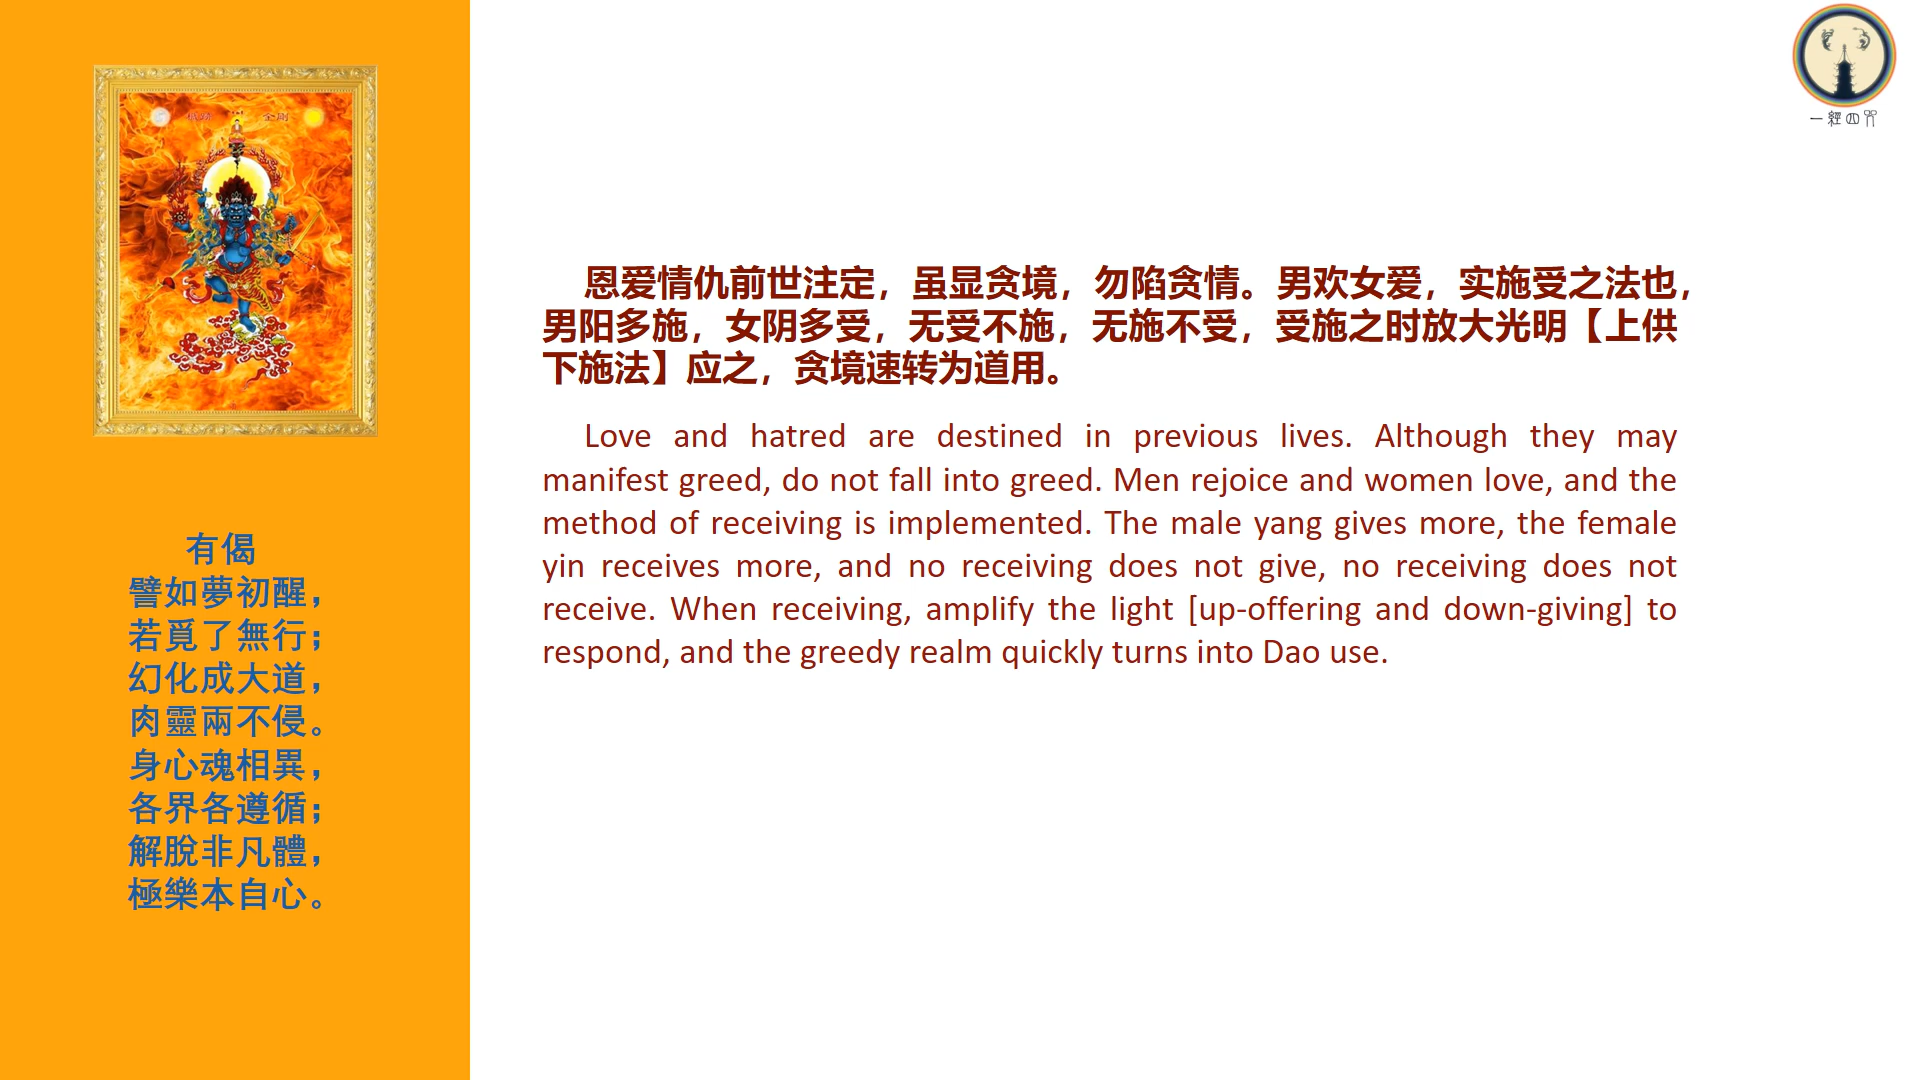 有偈
譬如夢初醒，
若覓了無行；
幻化成大道，
肉靈兩不侵。
身心魂相異，
各界各遵循；
解脫非凡體，
極樂本自心。
一經四咒
恩爱情仇前世注定，虽显贪境，勿陷贪情。男欢女爱，实施受之法也，
男阳多施，女阴多受，无受不施，无施不受，受施之时放大光明【上供
下施法】应之，贪境速转为道用。
Love and hatred are destined in previous lives. Although they may
manifest greed, do not fall into greed. Men rejoice and women love, and the
method of receiving is implemented. The male yang gives more, the female
yin receives more, and no receiving does not give, no receiving does not
receive. When receiving, amplify the light [up-offering and down-giving] to
respond, and the greedy realm quickly turns into Dao use.